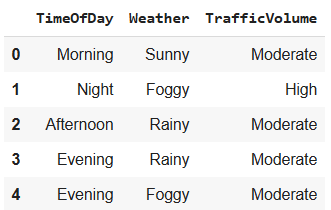 TimeOfDay Weather TrafficVolume
0 Morning Sunny Moderate
1 Night Foggy High
2 Afternoon Rainy Moderate
3 Evening Rainy Moderate
4 Evening Foggy Moderate